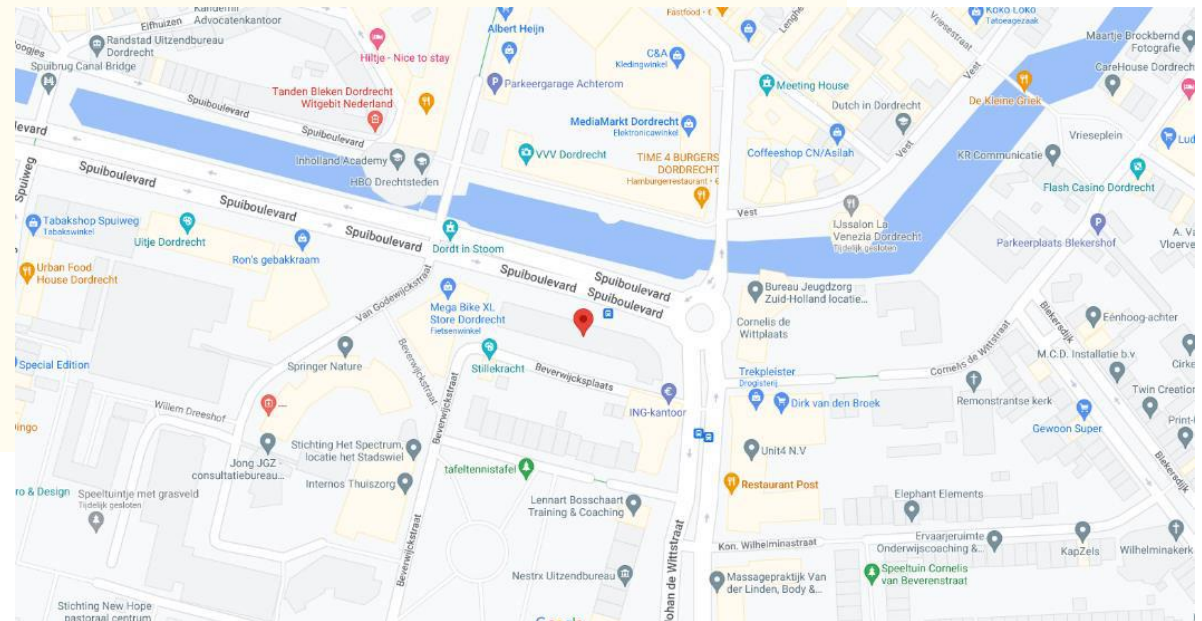 Kandemir
Advocatenkantoor
Elfhuizen
Randstad Uitzendbureau
Dordrecht
Spuibrug Canal Bridge
Hiltje - Nice to stay
Albert Heijn
Parkeergarage Achterom
Fastfood · €
C&A
Kledingwinkel
Koko Loko
Tatoeagezaak
Vriesestraat
Maartje Brockbernd
Fotografie
CareHouse Dordrecht
Tanden Bleken Dordrecht
Witgebit Nederland
Spuiboulevard
MediaMarkt Dordrecht
Elektronicawinkel
Meeting House
Vest
De Kleine Griek
Dutch in Dordrecht
Vrieseplein
Inholland Academy
HBO Drechtsteden
VVV Dordrecht
TIME 4 BURGERS
DORDRECHT
Hamburgerrestaurant · €
Coffeeshop CN/Asilah
Vest
KR Communicatie
Flash Casino Dordrecht
Spuiweg
Spuiboulevard
Spuiboulevard
Spuiboulevard
Vest
IJssalon La
Venezia Dordrecht
Tijdelijk gesloten
Parkeerplaats Blekershof
Tabakshop Spuiweg
Tabakswinkel
Uitje Dordrecht
Ron's gebakkraam
Dordt in Stoom
Urban Food
House Dordrecht
Van Godewijckstraat
Spuiboulevard
Spuiboulevard
Spuiboulevard
Mega Bike XL
Store Dordrecht
Fietsenwinkel
Bureau Jeugdzorg
Zuid-Holland locatie...
Cornelis de
Wittplaats
Blekersdijk
Eénhoog-achter
Special Edition
Springer Nature
Beverwijckstraat
Stillekracht
Beverwijcksplaats
Trekpleister
Drogisterij
Cornelis de Wittstraat
M.C.D. Installatie b.v.
Willem Dreeshof
ING-kantoor
Dirk van den Broek
Remonstrantse kerk
Twin Creation
Gewoon Super
Beverwijckstraat
Stichting Het Spectrum,
locatie het Stadswiel
Jong JGZ -
consultatiebureau...
Internos Thuiszorg
tafeltennistafel
Unit4 N.V
Blekersdijk
Speeltuintje met grasveld
Tijdelijk gesloten
Lennart Bosschaart
Training & Coaching
Restaurant Post
Elephant Elements
Beverwijckstraat
Johan de Wittstraat
Kon. Wilhelminastraat
Ervaarjeruimte
Onderwijscoaching &...
KapZels
Wilhelminakerk
Nestrx Uitzendbureau
Massagepraktijk Van
der Linden, Body &...
Speeltuin Cornelis
van Beverenstraat
Stichting New Hope
pastoraal centrum